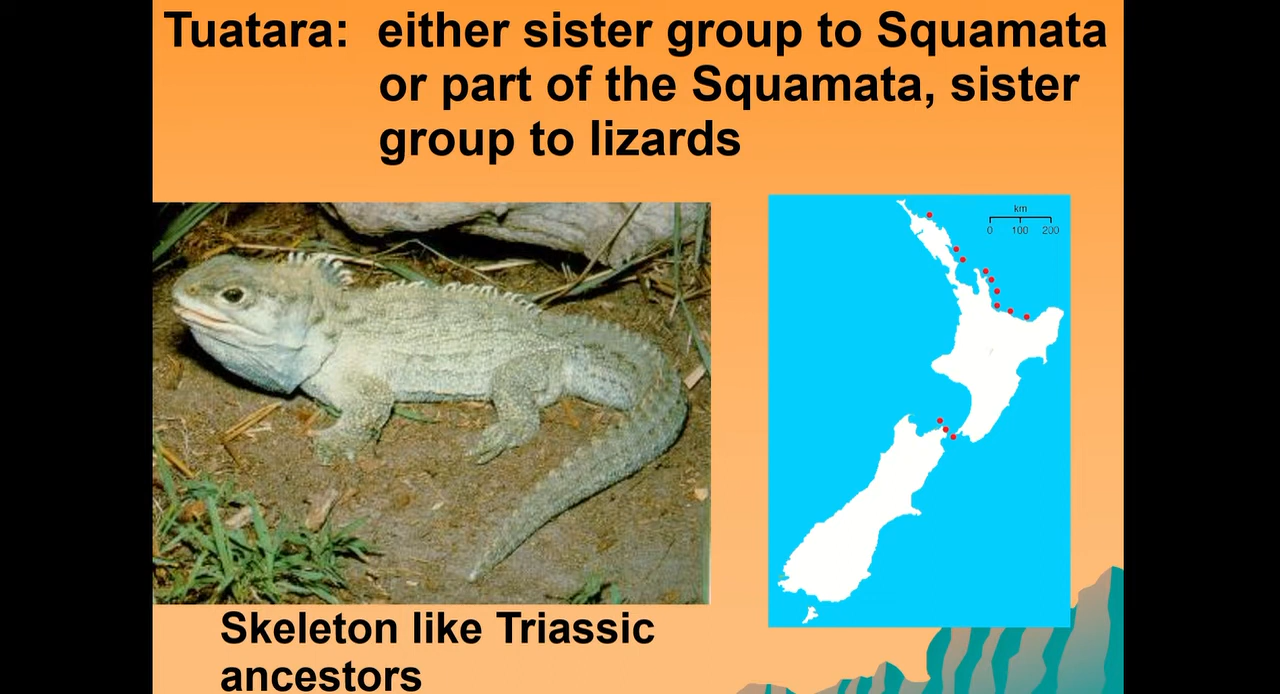 Tuatara: either sister group to Squamata
or part of the Squamata, sister
group to lizards
km
0 100 200
Skeleton like Triassic
ancestors